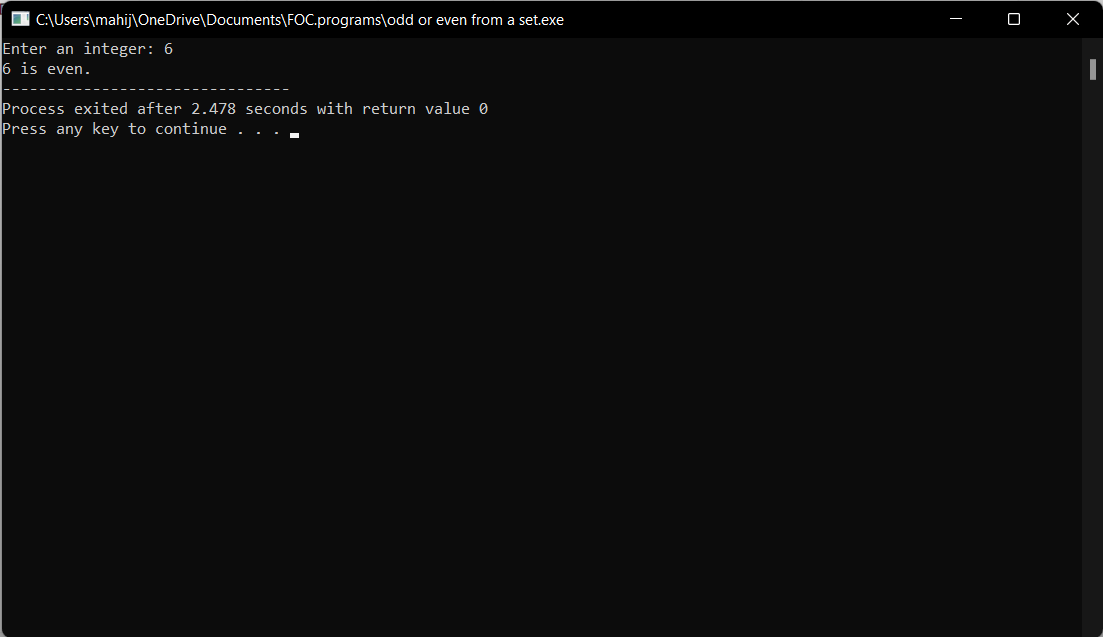 C:\Users\mahij\OneDrive\Documents\FOC.programs\odd or even from a set.exe
Enter an integer: 6
6 is even.
--------------------------------
Process exited after 2.478 seconds with return value 0
Press any key to continue . . .